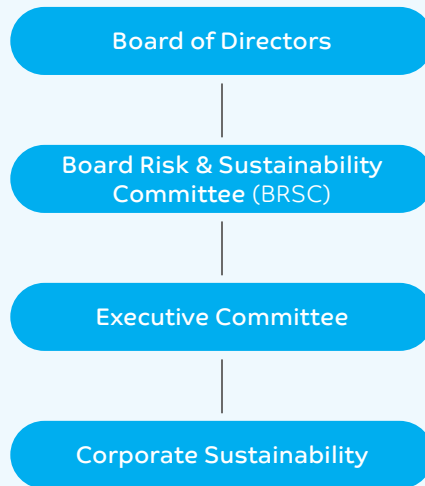 Board of Directors
Board Risk & Sustainability
Committee (BRSC)
Executive Committee
Corporate Sustainability